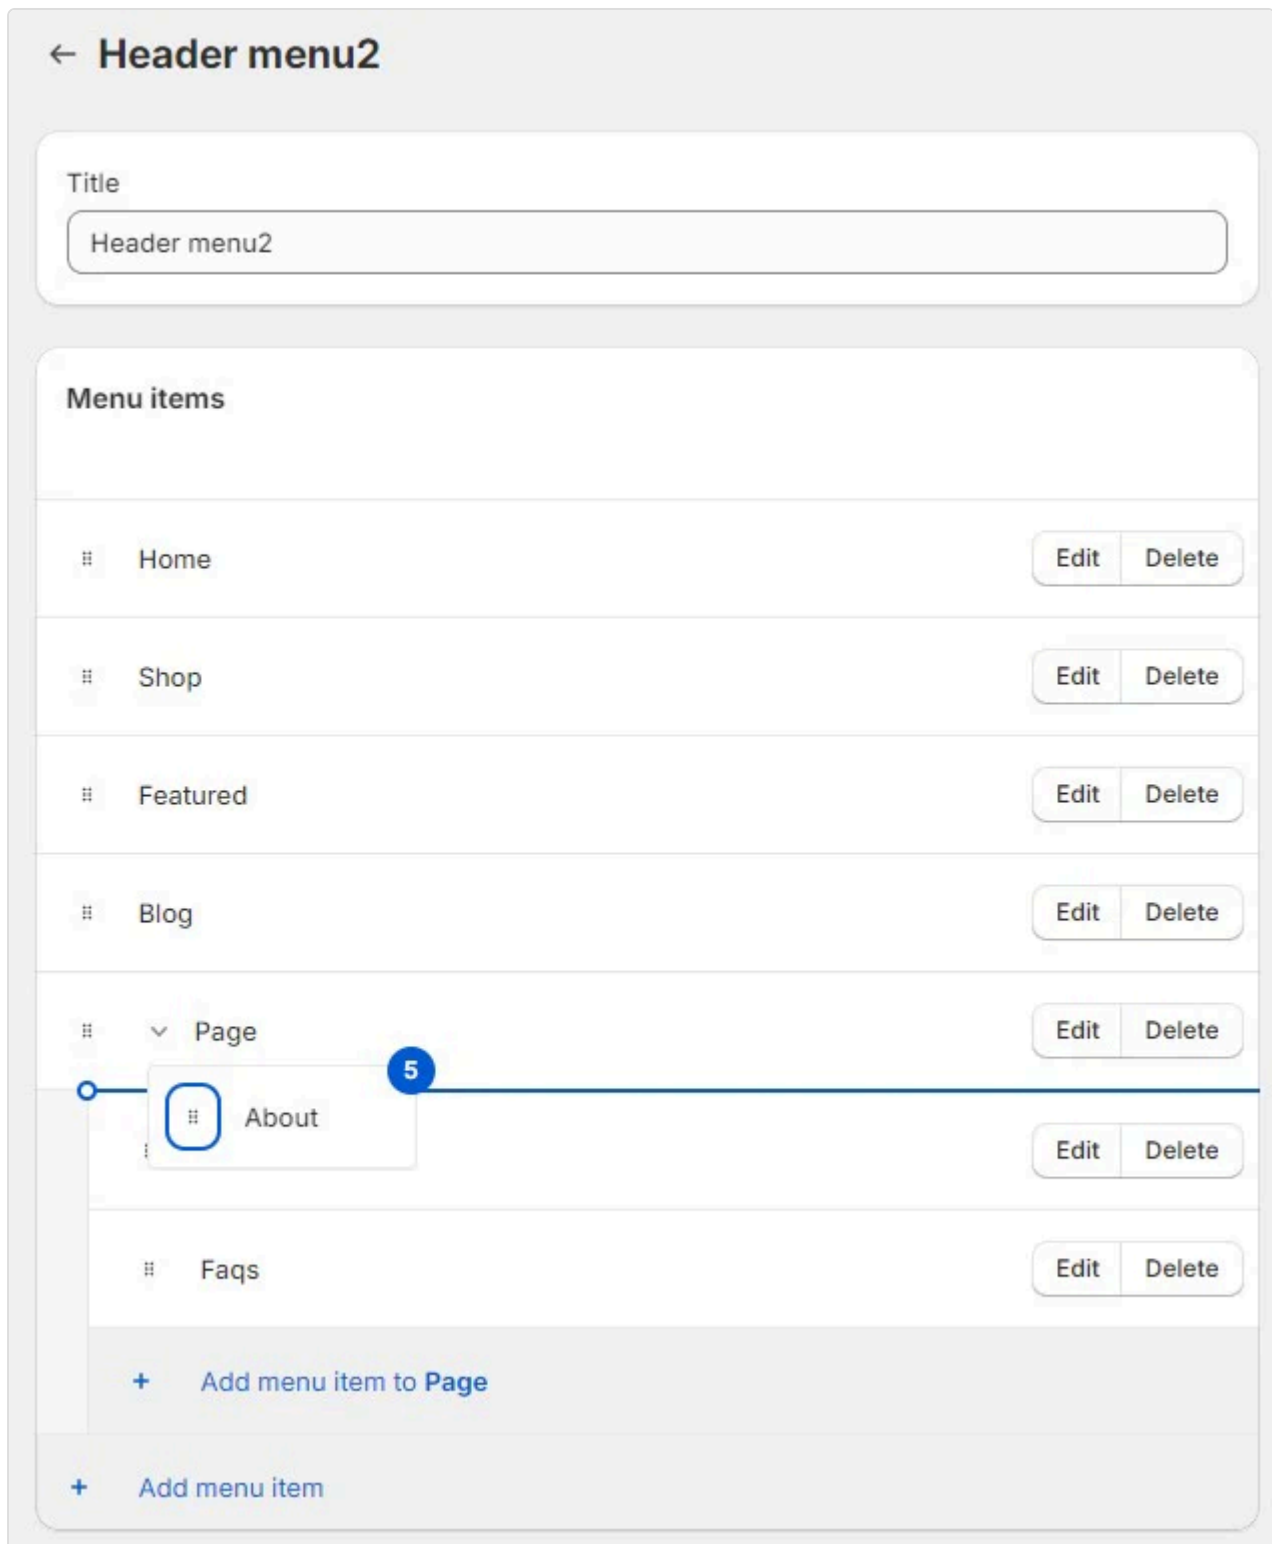 Header menu2
Title
Header menu2
Menu items
Home Edit Delete
Shop Edit Delete
Featured Edit Delete
Blog Edit Delete
Page Edit Delete
5
About
Edit Delete
Faqs Edit Delete
+ Add menu item to Page
+ Add menu item